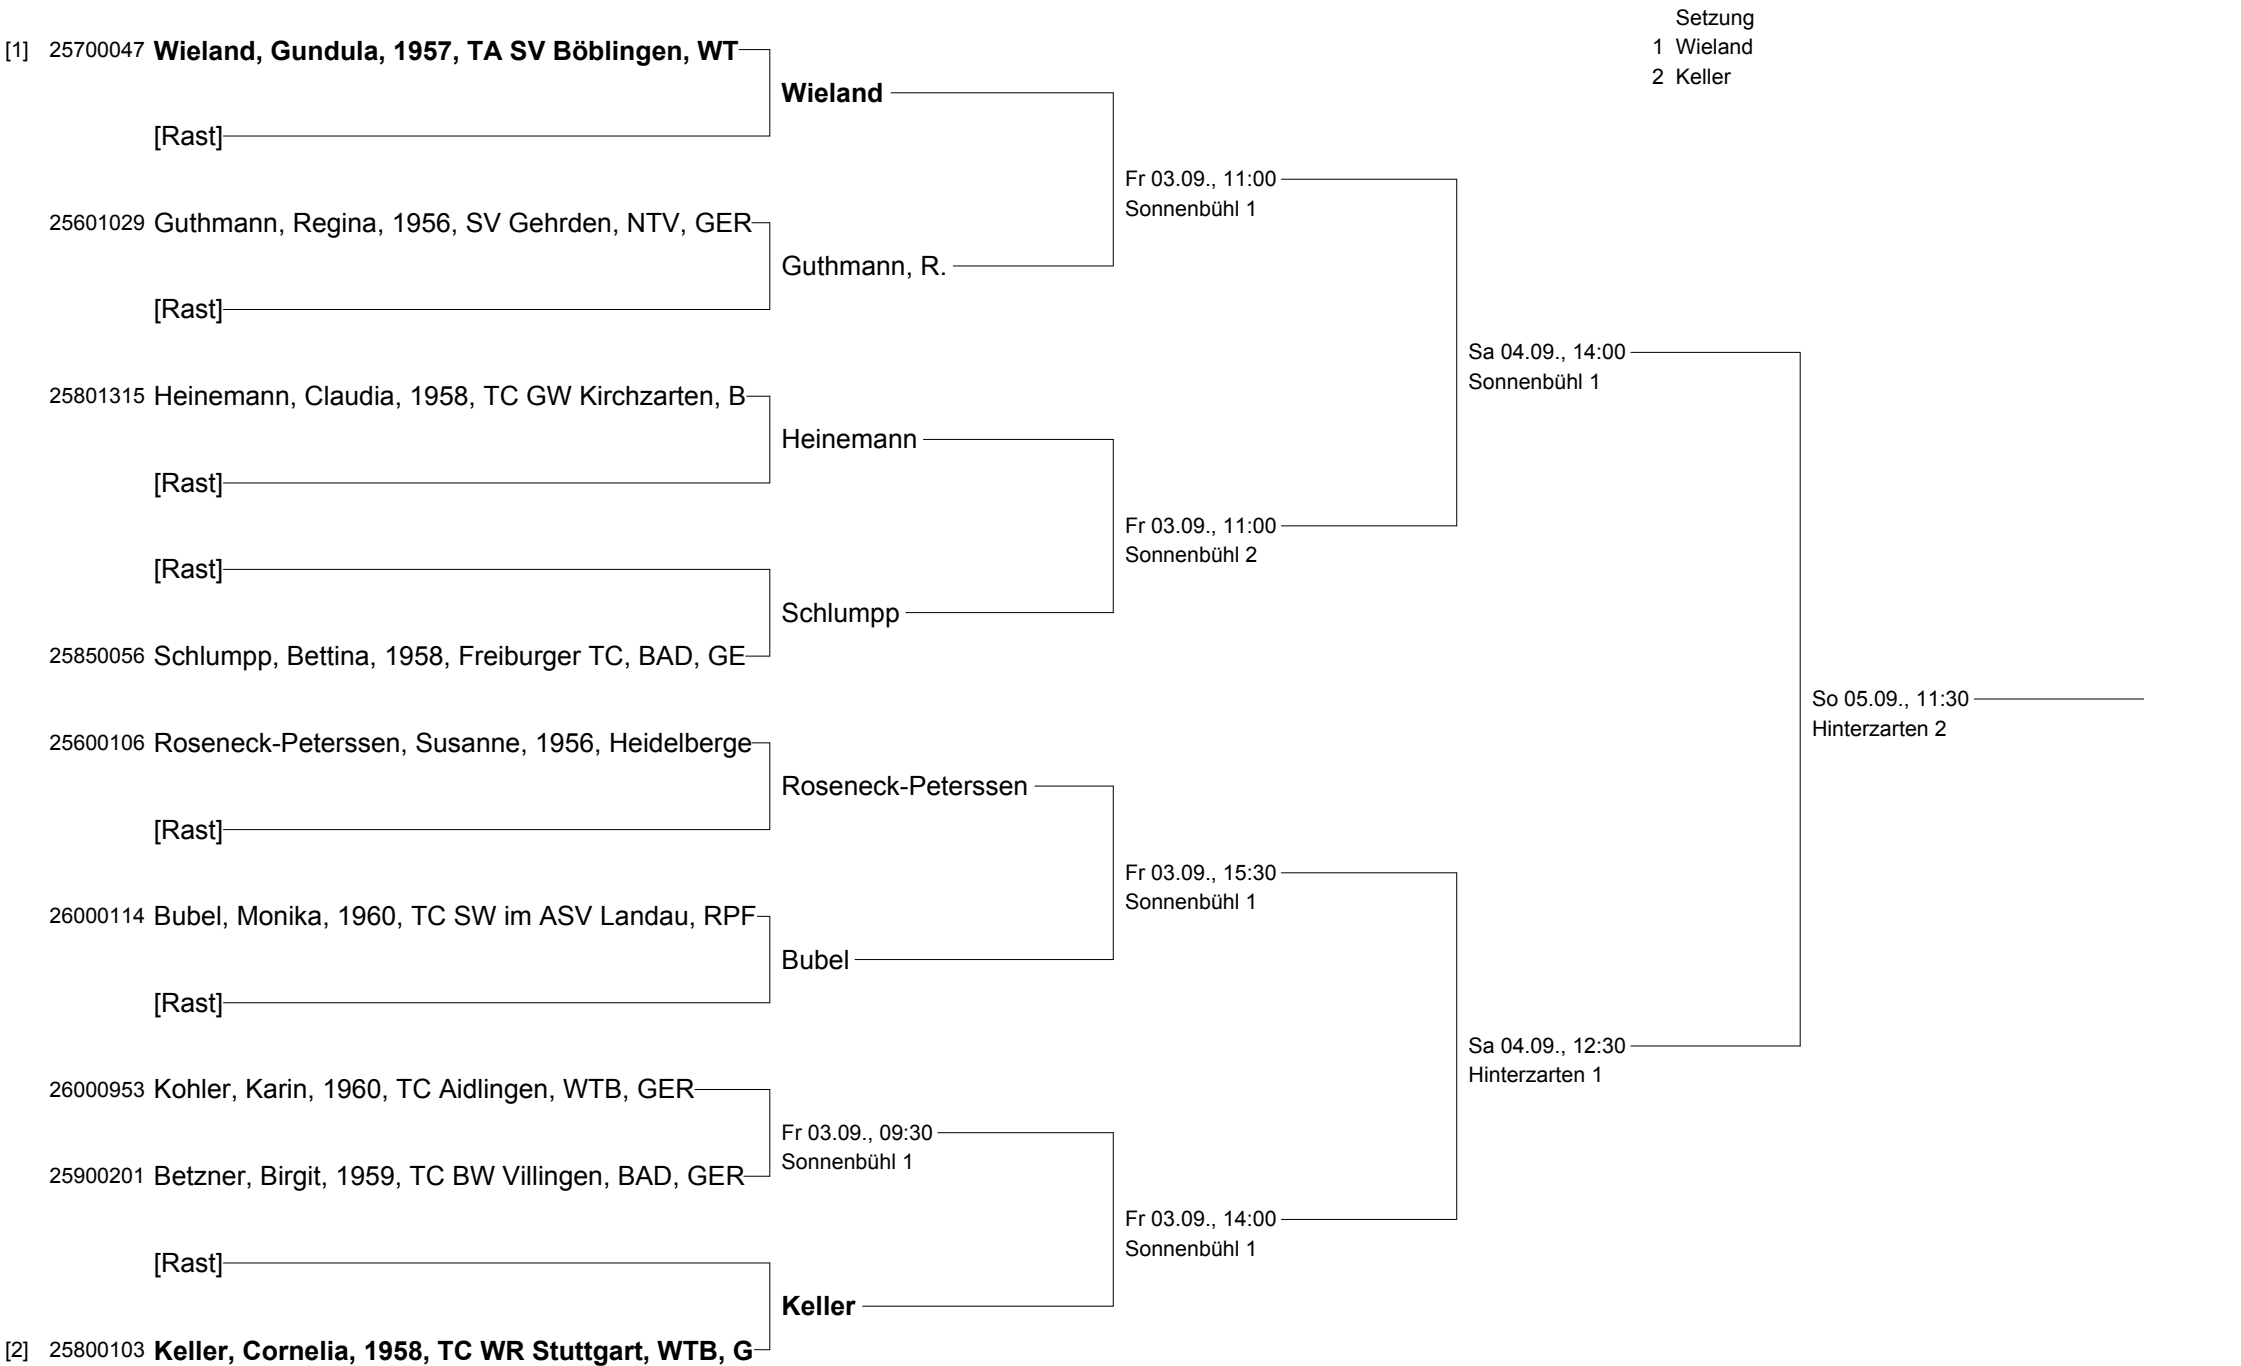 Setzung
1 Wieland
2 Keller
[1] 25700047 Wieland, Gundula, 1957, TA SV Böblingen, WT
Wieland
[Rast]
Fr 03.09., 11:00
Sonnenbühl 1
25601029 Guthmann, Regina, 1956, SV Gehrden, NTV, GER
Guthmann, R.
[Rast]
Sa 04.09., 14:00
Sonnenbühl 1
25801315 Heinemann, Claudia, 1958, TC GW Kirchzarten, B
Heinemann
[Rast]
Fr 03.09., 11:00
Sonnenbühl 2
[Rast]
Schlumpp
25850056 Schlumpp, Bettina, 1958, Freiburger TC, BAD, GE
So 05.09., 11:30
Hinterzarten 2
25600106 Roseneck-Peterssen, Susanne, 1956, Heidelberge
Roseneck-Peterssen
[Rast]
Fr 03.09., 15:30
Sonnenbühl 1
26000114 Bubel, Monika, 1960, TC SW im ASV Landau, RPF
Bubel
[Rast]
Sa 04.09., 12:30
Hinterzarten 1
26000953 Kohler, Karin, 1960, TC Aidlingen, WTB, GER
Fr 03.09., 09:30
Sonnenbühl 1
25900201 Betzner, Birgit, 1959, TC BW Villingen, BAD, GER
Fr 03.09., 14:00
Sonnenbühl 1
[Rast]
Keller
[2] 25800103 Keller, Cornelia, 1958, TC WR Stuttgart, WTB, G